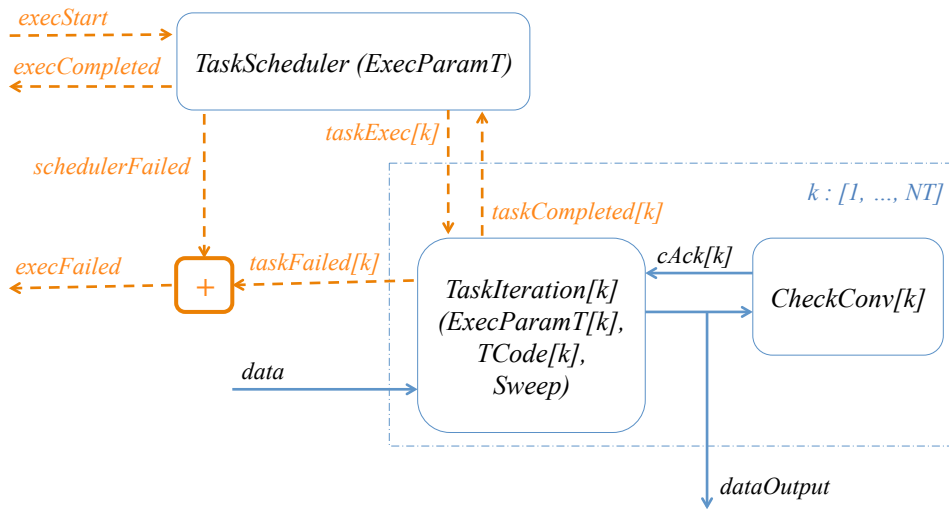 execStart
execCompleted
TaskScheduler (ExecParamT)
taskExec[k]
schedulerFailed
k : [1, ..., NT]
taskCompleted[k]
execFailed
+
taskFailed[k]
TaskIteration[k]
(ExecParamT[k],
TCode[k],
Sweep)
cAck[k]
CheckConv[k]
data
dataOutput